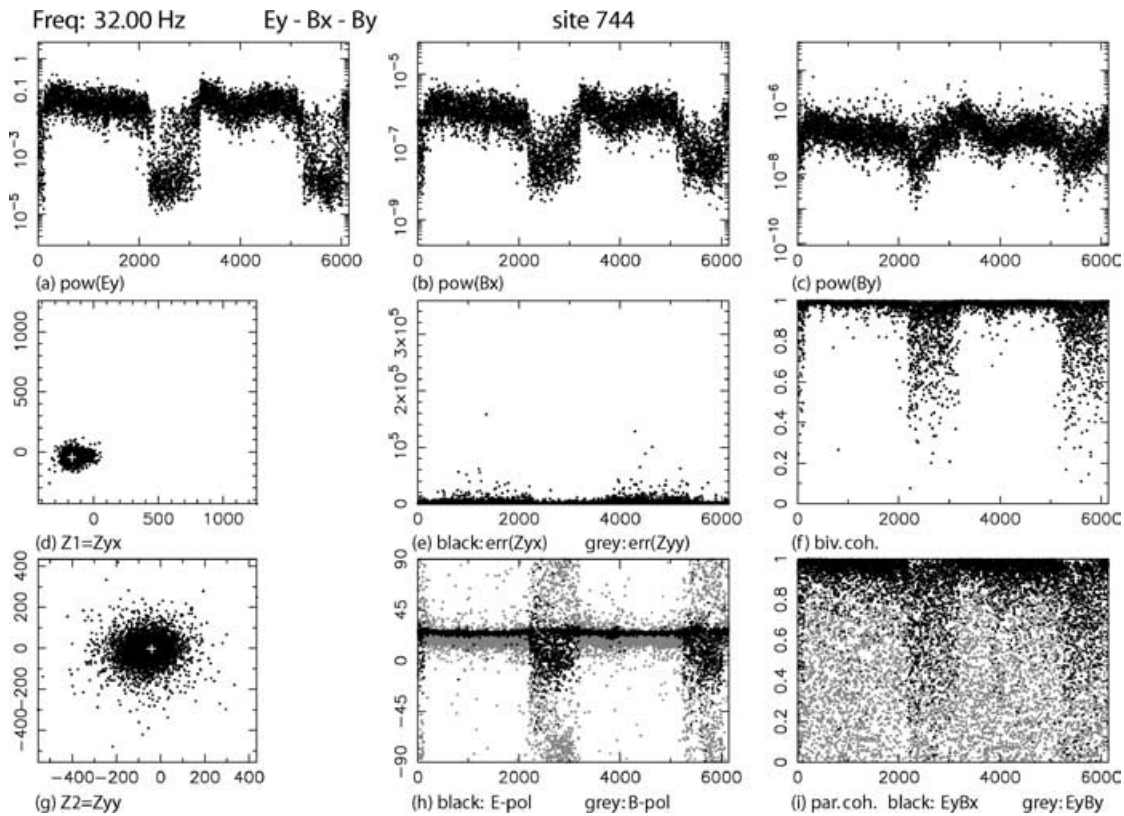 Freq: 32.00 Hz Ey - Bx - By site 744
1
0.1
10⁻³
10⁻⁵
0 2000 4000 6000
(a) pow(Ey)
10⁻⁵
10⁻⁷
10⁻⁹
0 2000 4000 6000
(b) pow(Bx)
10⁻⁶
10⁻⁸
10⁻¹⁰
0 2000 4000 6000
(c) pow(By)
1000
500
0
0 500 1000
(d) Z1=Zyx
3×10⁵
2×10⁵
10⁵
0
0 2000 4000 6000
(e) black:err(Zyx) grey:err(Zyy)
1
0.8
0.6
0.4
0.2
0
0 2000 4000 6000
(f) biv.coh.
400
200
0
−200
−400
−400 −200 0 200 400
(g) Z2=Zyy
90
45
0
−45
−90
0 2000 4000 6000
(h) black: E-pol grey:B-pol
1
0.8
0.6
0.4
0.2
0
0 2000 4000 6000
(i) par.coh. black: EyBx grey:EyBy